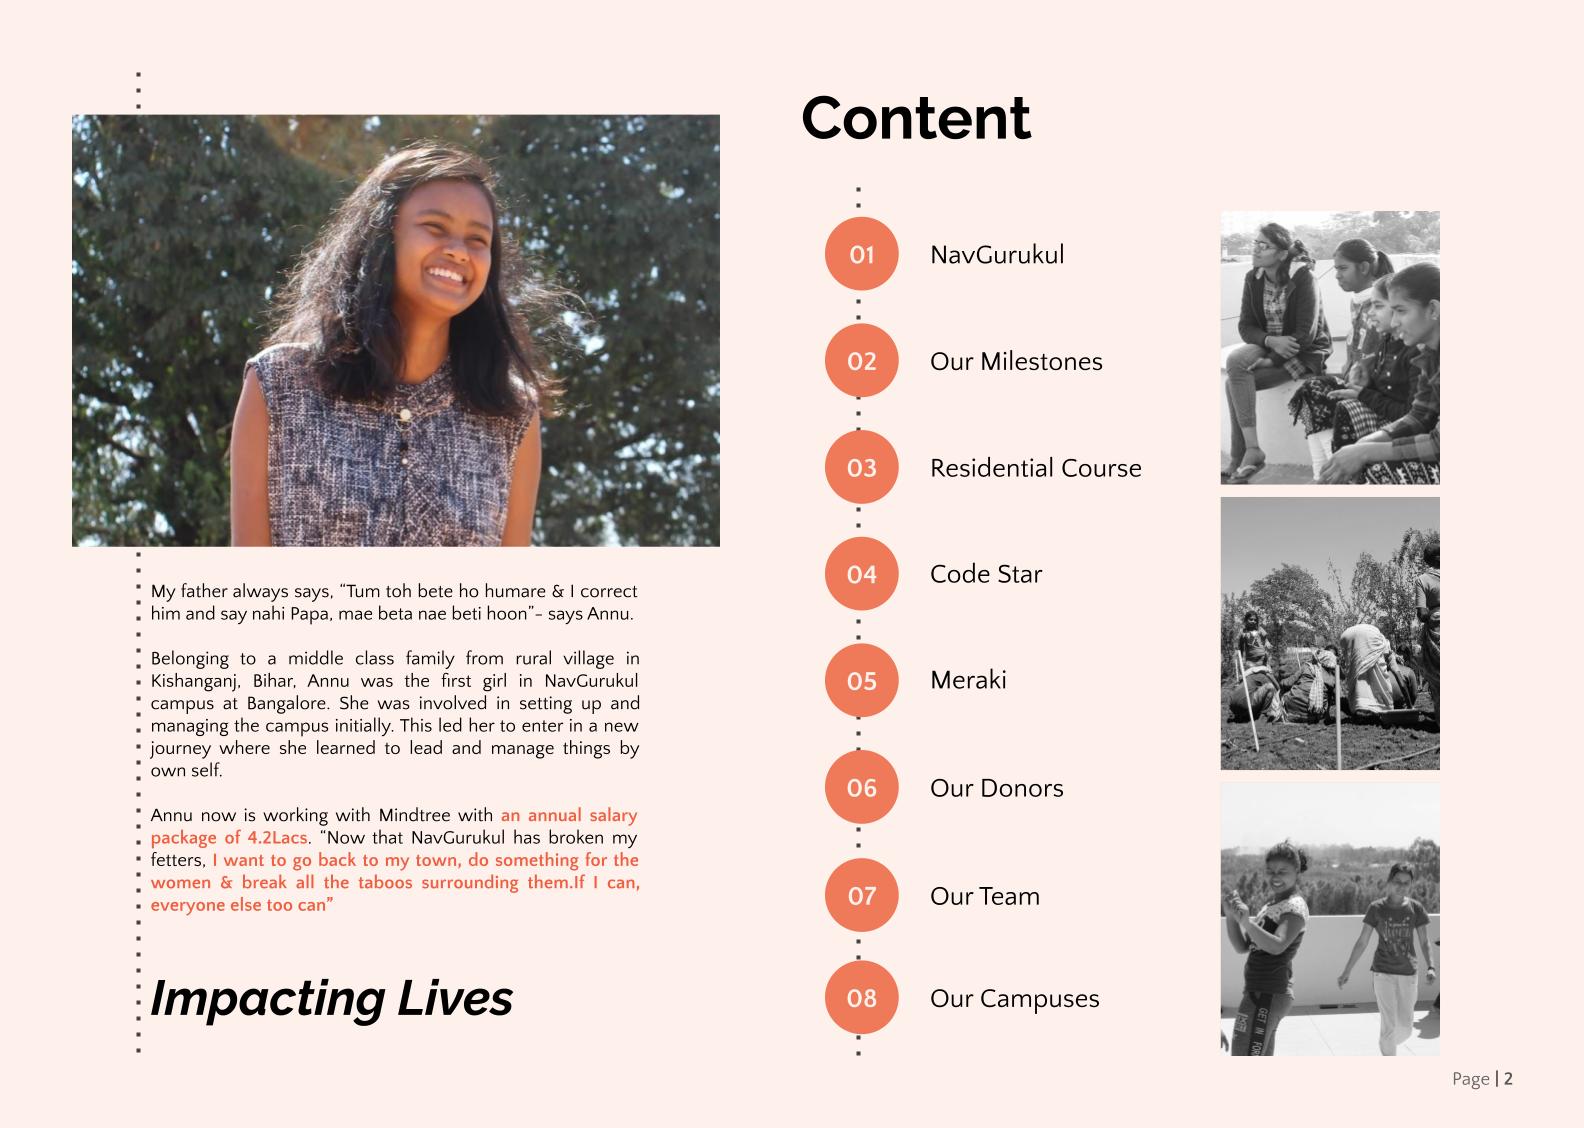 My father always says, “Tum toh bete ho humare & I correct
him and say nahi Papa, mae beta nae beti hoon”- says Annu.
Belonging to a middle class family from rural village in
Kishanganj, Bihar, Annu was the first girl in NavGurukul
campus at Bangalore. She was involved in setting up and
managing the campus initially. This led her to enter in a new
journey where she learned to lead and manage things by
own self.
Annu now is working with Mindtree with an annual salary
package of 4.2Lacs. “Now that NavGurukul has broken my
fetters, I want to go back to my town, do something for the
women & break all the taboos surrounding them.If I can,
everyone else too can”
Impacting Lives
Content
01 NavGurukul
02 Our Milestones
03 Residential Course
04 Code Star
05 Meraki
06 Our Donors
07 Our Team
08 Our Campuses
GET IN FOR
Page | 2